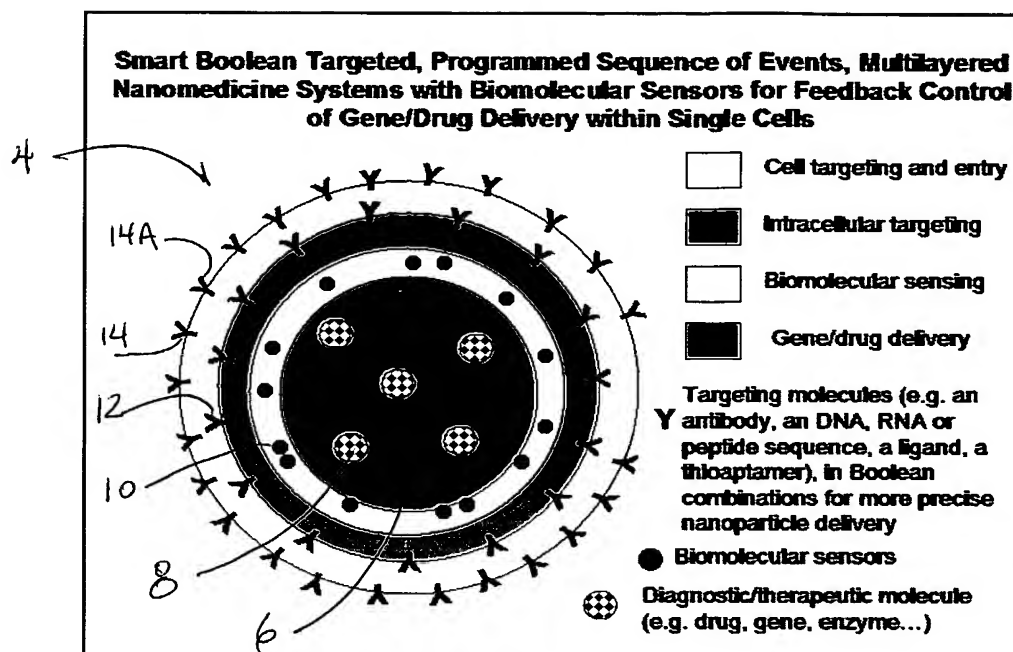 Smart Boolean Targeted, Programmed Sequence of Events, Multilayered
Nanomedicine Systems with Biomolecular Sensors for Feedback Control
of Gene/Drug Delivery within Single Cells
4
Cell targeting and entry
14A
Intracellular targeting
Biomolecular sensing
14
Gene/drug delivery
12
Targeting molecules (e.g. an
antibody, an DNA, RNA or
peptide sequence, a ligand, a
thioaptamer), in Boolean
combinations for more precise
nanoparticle delivery
10
Biomolecular sensors
8
Diagnostic/therapeutic molecule
(e.g. drug, gene, enzyme...)
6